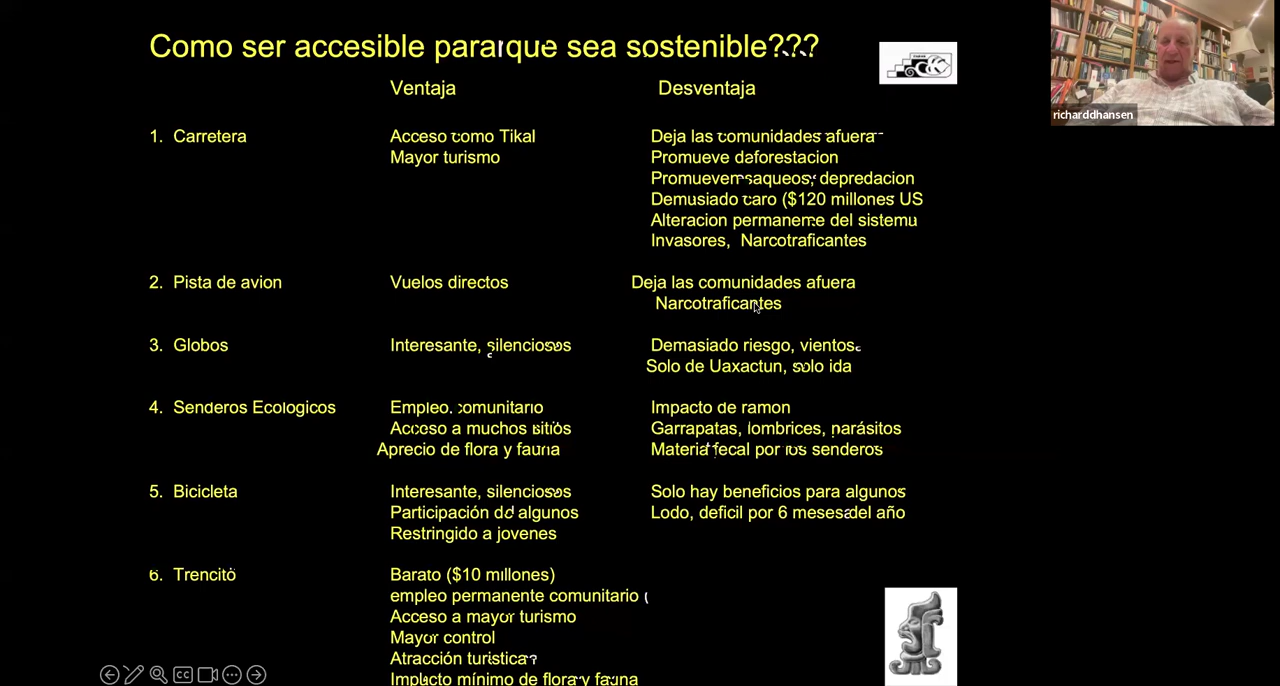 Como ser accesible para que sea sostenible???
richarddhansen
Ventaja Desventaja
1. Carretera Acceso como Tikal Deja las comunidades afuera
Mayor turismo Promueve deforestacion
Promueve saqueos, depredacion
Demasiado caro ($120 millones US
Alteracion permanente del sistema
Invasores, Narcotraficantes
2. Pista de avion Vuelos directos Deja las comunidades afuera
Narcotraficantes
3. Globos Interesante, silenciosos Demasiado riesgo, vientos
Solo de Uaxactun, solo ida
4. Senderos Ecologicos Empleo comunitario Impacto de ramon
Acceso a muchos sitios Garrapatas, lombrices, parásitos
Aprecio de flora y fauna Materia fecal por los senderos
5. Bicicleta Interesante, silenciosos Solo hay beneficios para algunos
Participación de algunos Lodo, deficil por 6 meses del año
Restringido a jovenes
6. Trencito Barato ($10 millones)
empleo permanente comunitario (
Acceso a mayor turismo
Mayor control
Atracción turistica
Impacto mínimo de flora y fauna